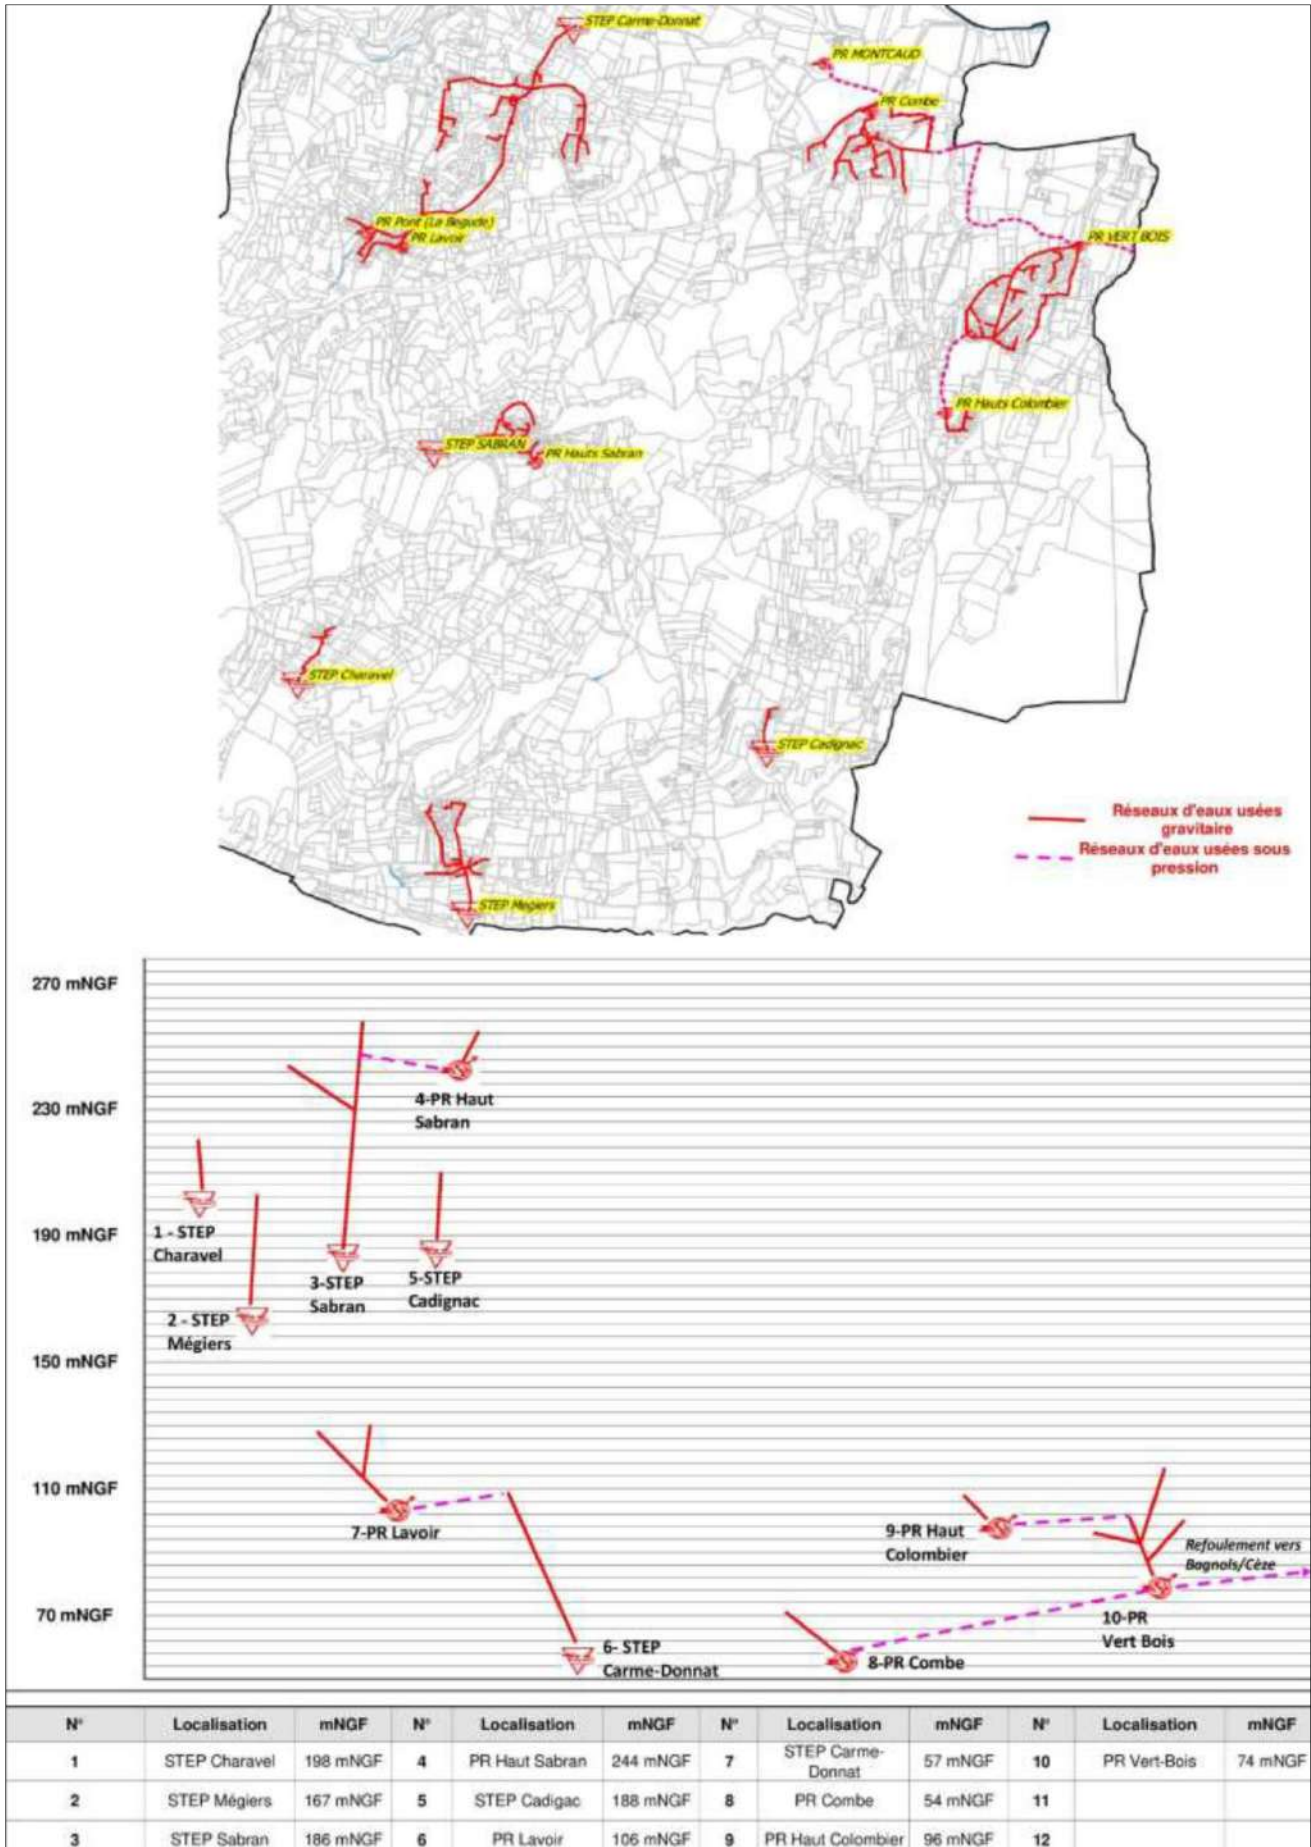 STEP Carme-Donnat
PR MONTCAUD
PR Combe
PR Pont (La Begude)
PR Lavoir
PR VERT BOIS
PR Hauts Colombier
STEP SABRAN
PR Hauts Sabran
STEP Charavel
STEP Cadignac
STEP Megiers
Réseaux d'eaux usées
gravitaire
Réseaux d'eaux usées sous
pression
270 mNGF
230 mNGF
190 mNGF
150 mNGF
110 mNGF
70 mNGF
4-PR Haut
Sabran
1 - STEP
Charavel
3-STEP
Sabran
5-STEP
Cadignac
2 - STEP
Mégiers
7-PR Lavoir
9-PR Haut
Colombier
Refoulement vers
Bagnols/Cèze
10-PR
Vert Bois
6- STEP
Carme-Donnat
8-PR Combe
N° Localisation mNGF N° Localisation mNGF N° Localisation mNGF N° Localisation mNGF
1 STEP Charavel 198 mNGF 4 PR Haut Sabran 244 mNGF 7 STEP Carme-
Donnat 57 mNGF 10 PR Vert-Bois 74 mNGF
2 STEP Mégiers 167 mNGF 5 STEP Cadigac 188 mNGF 8 PR Combe 54 mNGF 11
3 STEP Sabran 186 mNGF 6 PR Lavoir 106 mNGF 9 PR Haut Colombier 96 mNGF 12